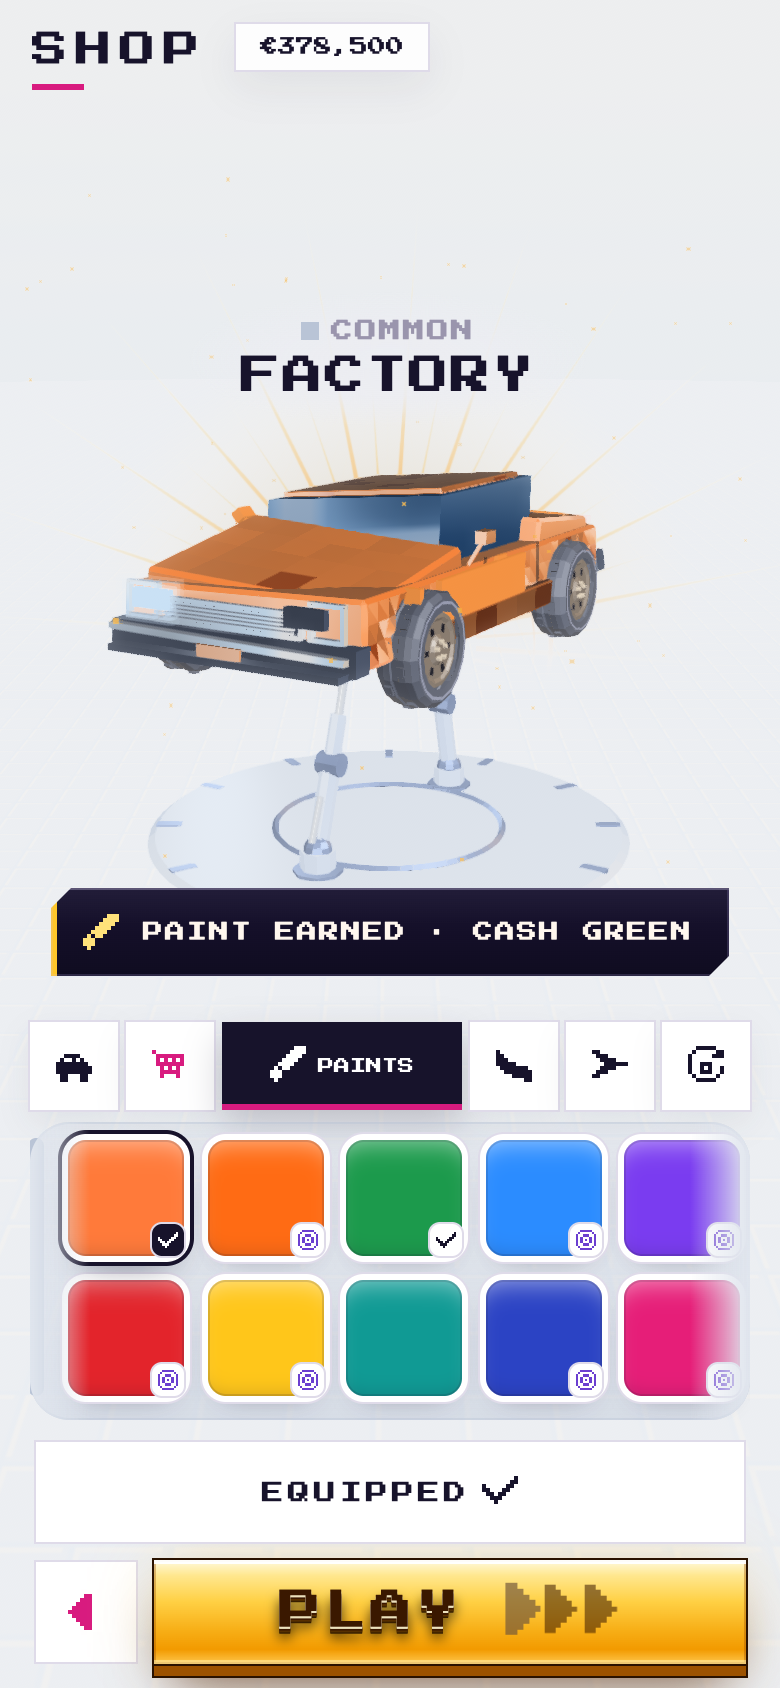 SHOP
€378,500
COMMON
FACTORY
PAINT EARNED · CASH GREEN
PAINTS
EQUIPPED
PLAY